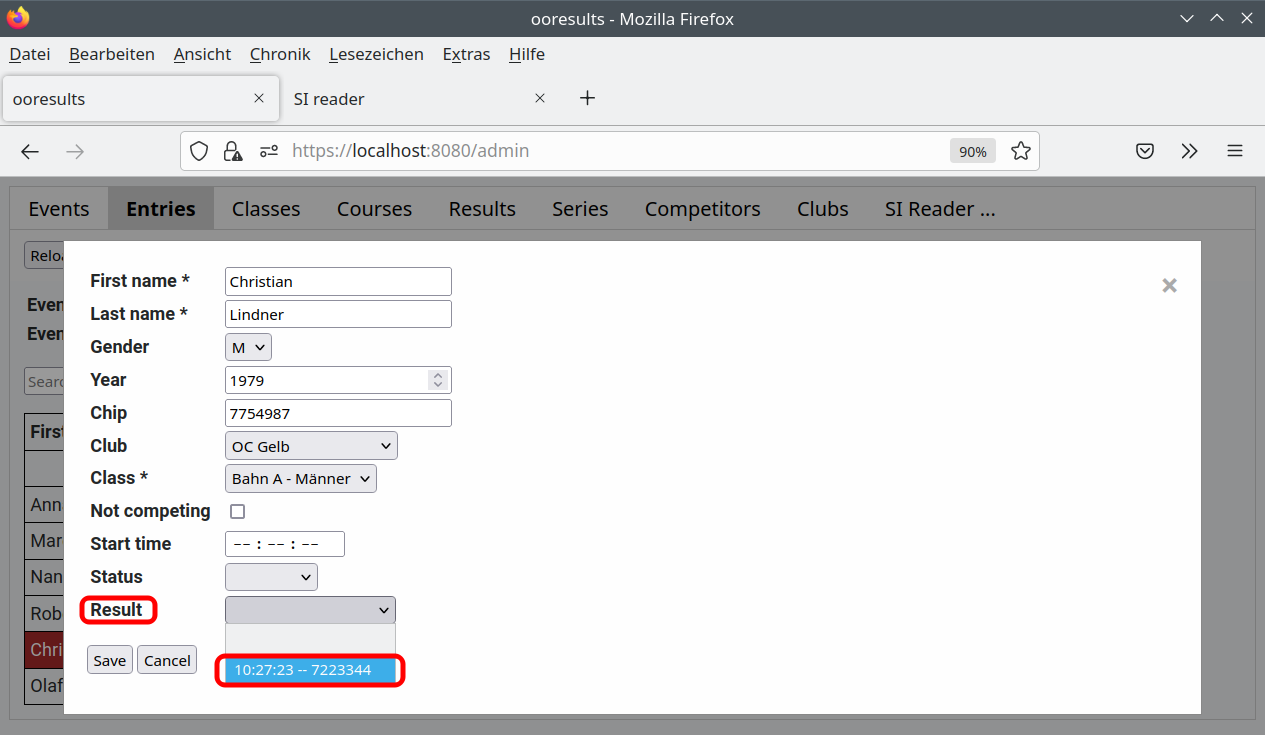 ooresults - Mozilla Firefox
Datei Bearbeiten Ansicht Chronik Lesezeichen Extras Hilfe
ooresults SI reader
https://localhost:8080/admin 90%
Events Entries Classes Courses Results Series Competitors Clubs SI Reader ...
Reloa
Even
Even
Searc
First
Ann
Mar
Nan
Rob
Chri
Olaf
First name * Christian
Last name * Lindner
Gender M
Year 1979
Chip 7754987
Club OC Gelb
Class * Bahn A - Männer
Not competing
Start time -- : -- : --
Status
Result
10:27:23 -- 7223344
Save Cancel